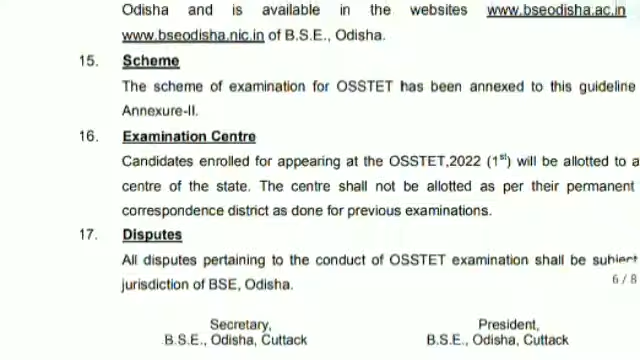 Odisha and is available in the websites www.bseodisha.ac.in
www.bseodisha.nic.in of B.S.E., Odisha.
15. Scheme
The scheme of examination for OSSTET has been annexed to this guideline
Annexure-II.
16. Examination Centre
Candidates enrolled for appearing at the OSSTET,2022 (1st) will be allotted to a
centre of the state. The centre shall not be allotted as per their permanent
correspondence district as done for previous examinations.
17. Disputes
All disputes pertaining to the conduct of OSSTET examination shall be subject
6 / 8
jurisdiction of BSE, Odisha.
Secretary, President,
B.S.E., Odisha, Cuttack B.S.E., Odisha, Cuttack